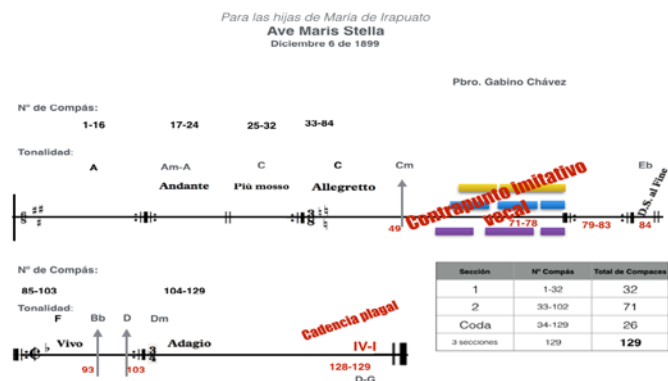 Para las hijas de María de Irapuato
Ave Maris Stella
Diciembre 6 de 1899
Pbro. Gabino Chávez
Nº de Compás:
1-16 17-24 25-32 33-84
Tonalidad:
A Am-A C C Cm Eb
Andante Più mosso Allegretto
Contrapunto imitativo
vocal
D.S. al Fine
49 71-78 79-83 84
Nº de Compás:
85-103 104-129
Tonalidad:
F Bb D Dm
Vivo Adagio
Cadencia plagal
IV-I
93 103 128-129
D-G
Sección Nº Compás Total de Compaces
1 1-32 32
2 33-102 71
Coda 34-129 26
3 secciones 129 129